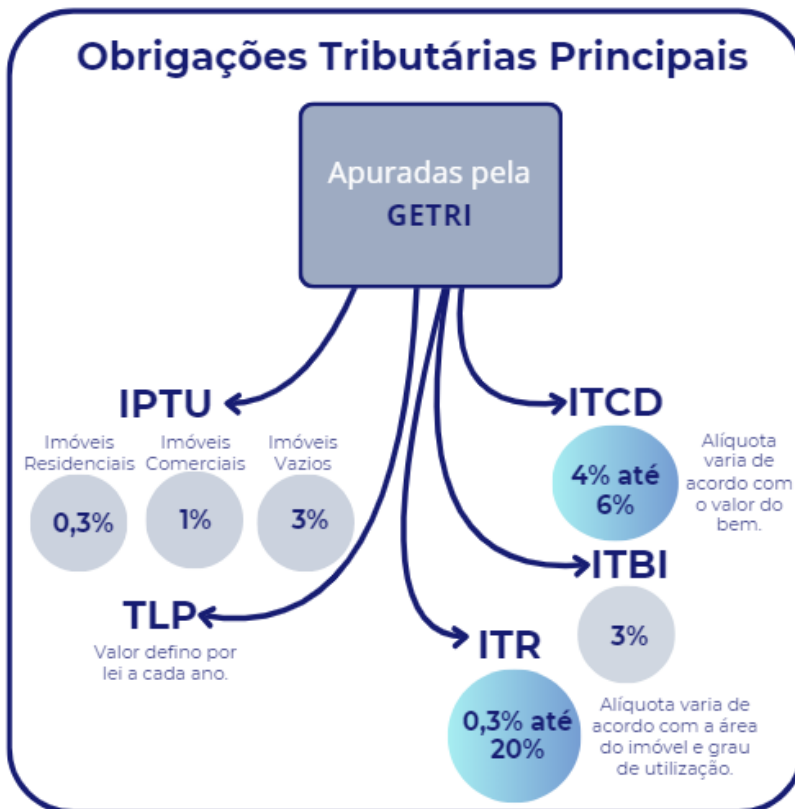 Obrigações Tributárias Principais
Apuradas pela
GETRI
IPTU
Imóveis
Residenciais
0,3%
Imóveis
Comerciais
1%
Imóveis
Vazios
3%
TLP
Valor defino por
lei a cada ano.
ITCD
4% até
6%
Alíquota
varia de
acordo com
o valor do
bem.
ITBI
3%
ITR
0,3% até
20%
Alíquota varia de
acordo com a área
do imóvel e grau
de utilização.